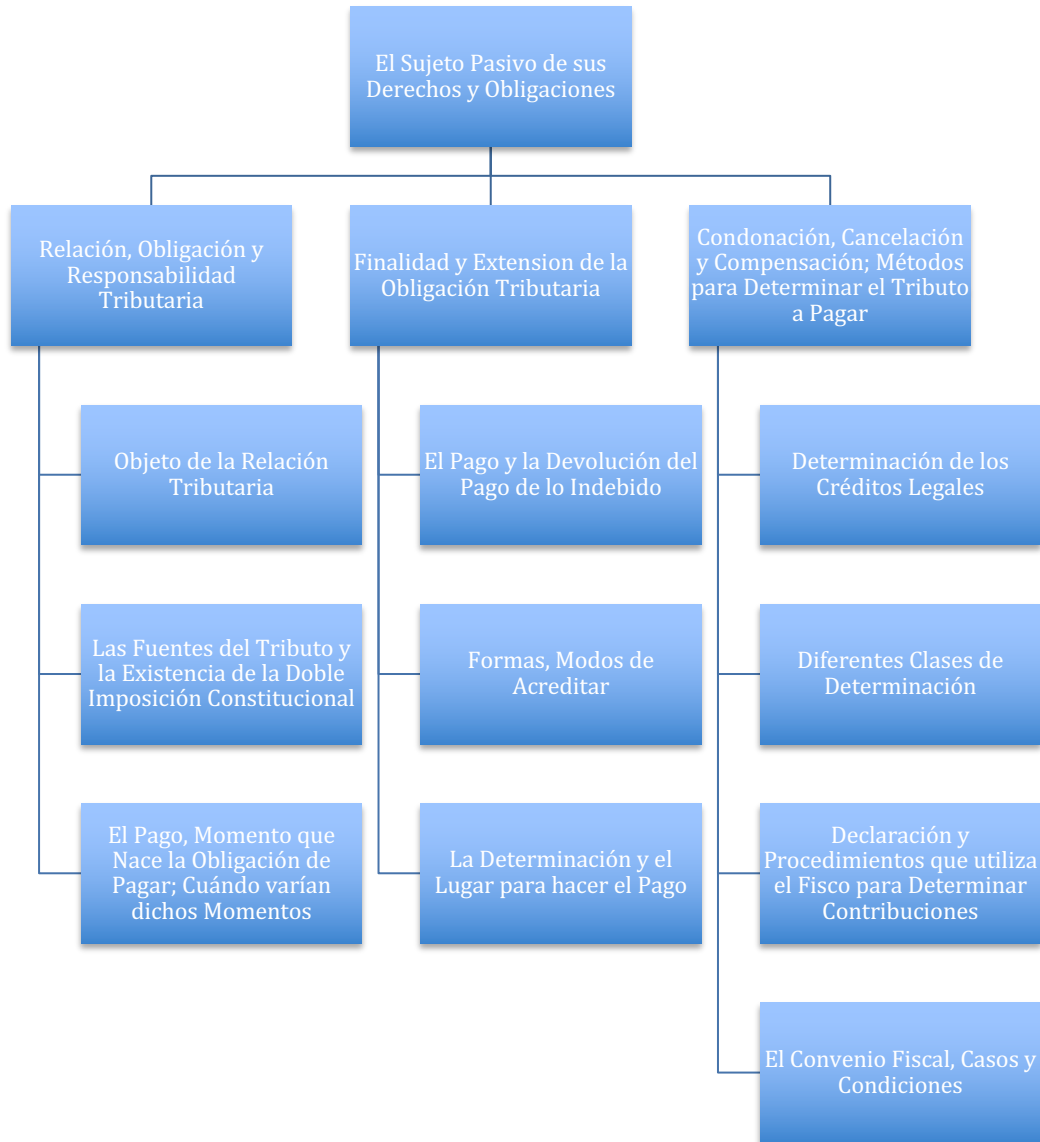 El Sujeto Pasivo de sus
Derechos y Obligaciones
Relación, Obligación y
Responsabilidad
Tributaria
Objeto de la Relación
Tributaria
Las Fuentes del Tributo y
la Existencia de la Doble
Imposición Constitucional
El Pago, Momento que
Nace la Obligación de
Pagar; Cuándo varían
dichos Momentos
Finalidad y Extension de la
Obligación Tributaria
El Pago y la Devolución del
Pago de lo Indebido
Formas, Modos de
Acreditar
La Determinación y el
Lugar para hacer el Pago
Condonación, Cancelación
y Compensación; Métodos
para Determinar el Tributo
a Pagar
Determinación de los
Créditos Legales
Diferentes Clases de
Determinación
Declaración y
Procedimientos que utiliza
el Fisco para Determinar
Contribuciones
El Convenio Fiscal, Casos y
Condiciones